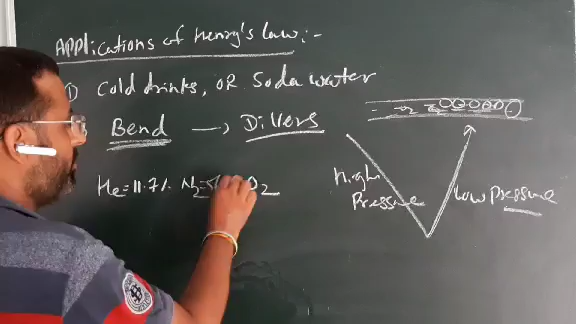 Applications of Henry's law:-
① Cold drinks, OR Soda water
Bend → Divers
High Pressure
Low Pressure
He=11.7% N2= O2